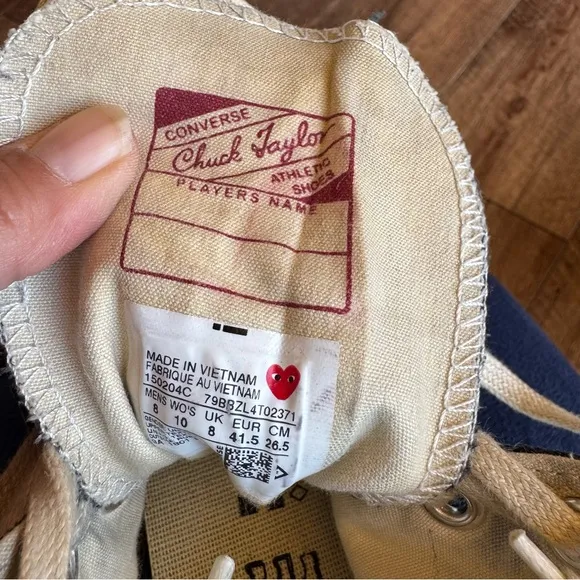 CONVERSE
Chuck Taylor
ATHLETIC
SHOES
PLAYERS NAME
MADE IN VIETNAM
FABRIQUE AU VIETNAM
150204C 79BRZL4T02371
MENS WO'S UK EUR CM
8 10 8 41.5 26.5